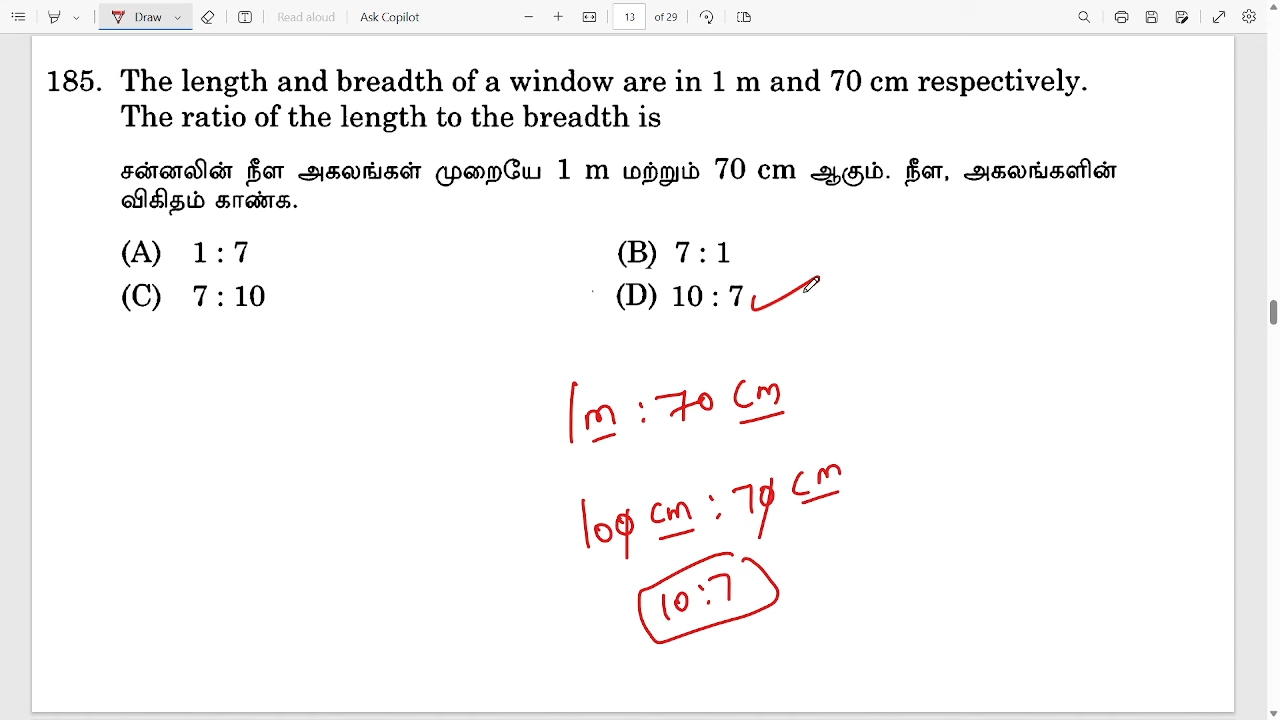 Draw
Read aloud
Ask Copilot
13 of 29
185. The length and breadth of a window are in 1 m and 70 cm respectively.
The ratio of the length to the breadth is
சன்னலின் நீள அகலங்கள் முறையே 1 m மற்றும் 70 cm ஆகும். நீள, அகலங்களின்
விகிதம் காண்க.
(A) 1 : 7 (B) 7 : 1
(C) 7 : 10 (D) 10 : 7
1m : 70 cm
100 cm : 70 cm
10:7